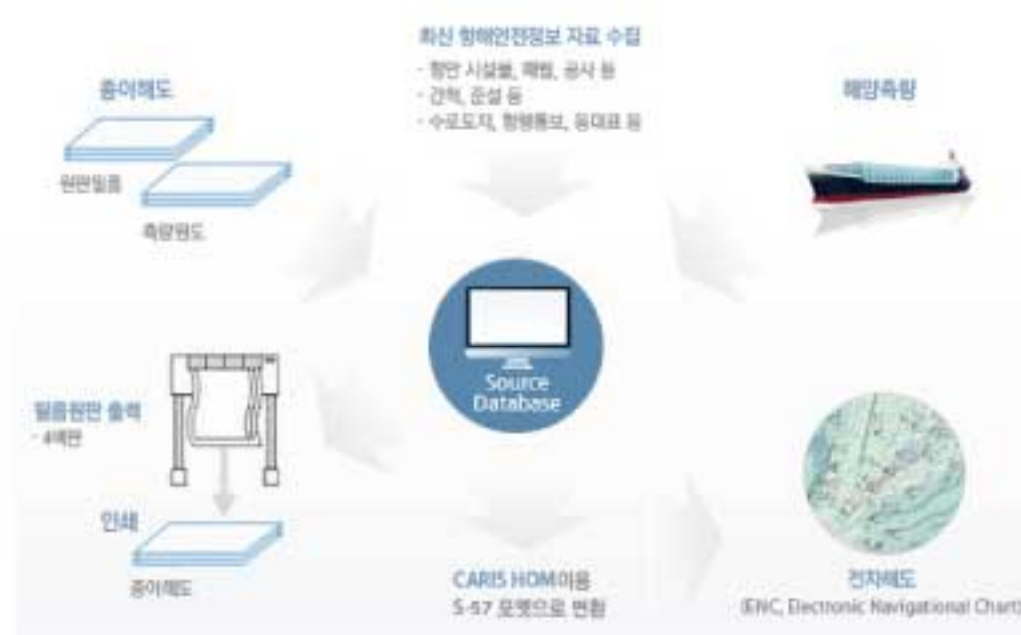 최신 항해안전정보 자료 수집
- 항만 시설물, 매립, 공사 등
- 간척, 준설 등
- 수로도지, 항행통보, 등대표 등
종이해도
원판필름
측량원도
해양측량
Source
Database
필름원판 출력
- 4색판
인쇄
종이해도
CARIS HOM이용
S-57 포맷으로 변환
전자해도
(ENC, Electronic Navigational Chart)